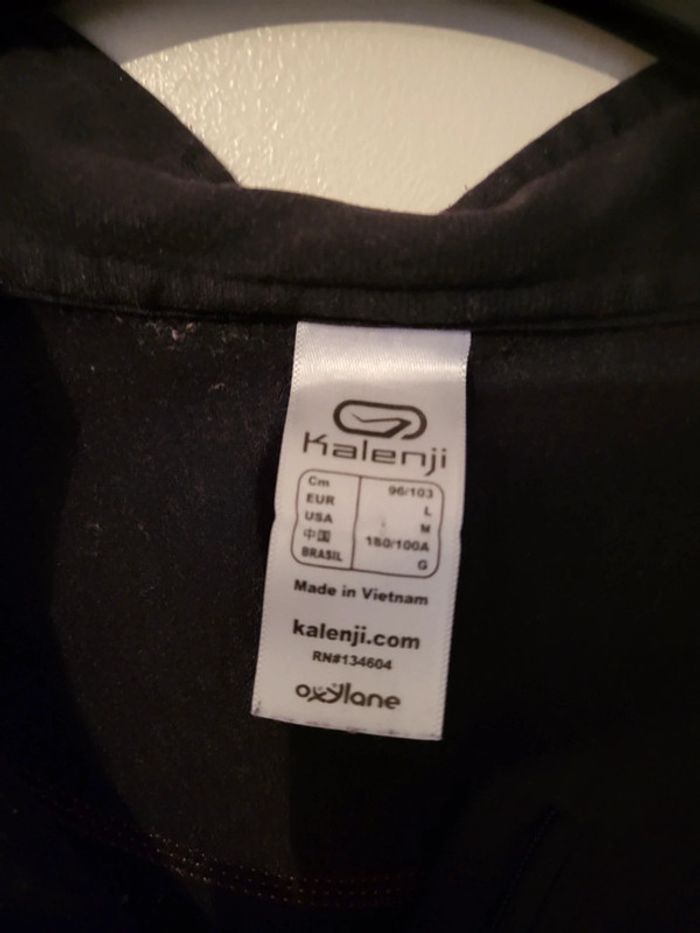 Kalenji
Cm 96/103
EUR L
USA M
中国 180/100A
BRASIL G
Made in Vietnam
kalenji.com
RN#134604
oxylane